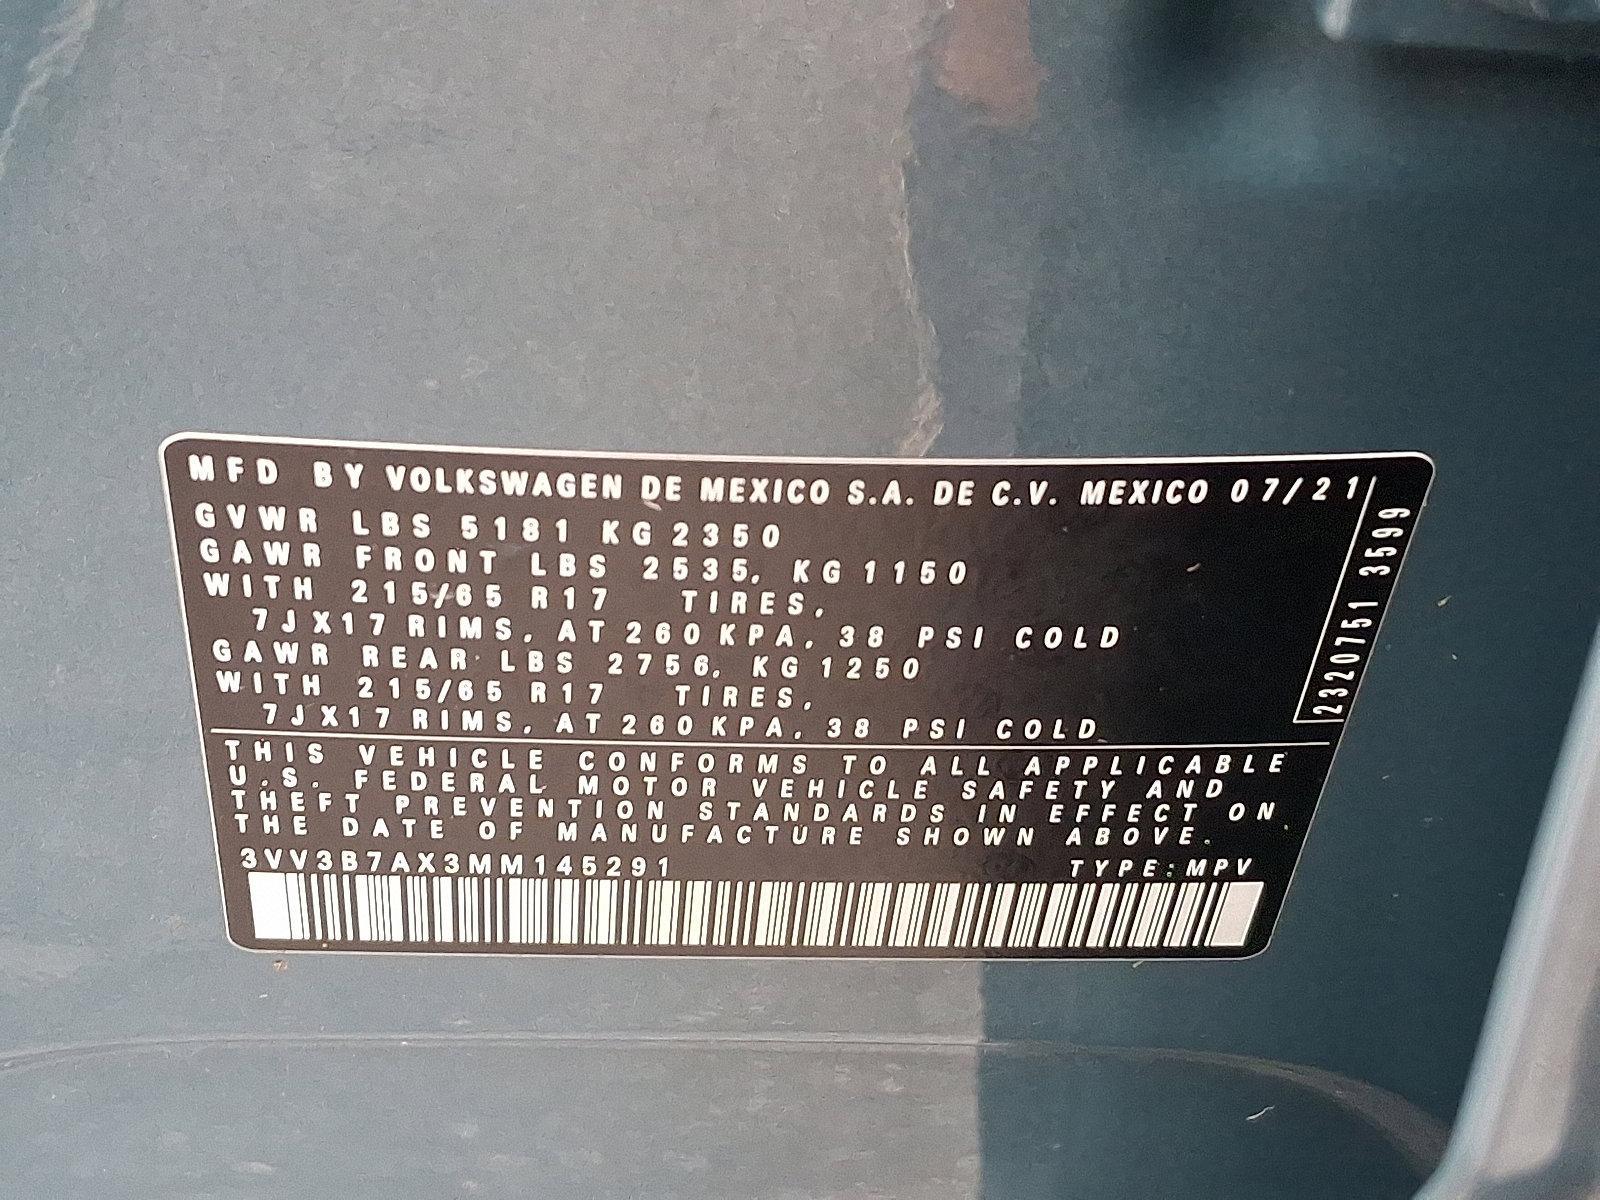 MFD BY VOLKSWAGEN DE MEXICO S.A. DE C.V. MEXICO 07/21
GVWR LBS 5181 KG 2350
GAWR FRONT LBS 2535, KG 1150
WITH 215/65 R17 TIRES,
7JX17 RIMS, AT 260 KPA, 38 PSI COLD
GAWR REAR LBS 2756, KG 1250
WITH 215/65 R17 TIRES,
7JX17 RIMS, AT 260 KPA, 38 PSI COLD
2320751 3599
THIS VEHICLE CONFORMS TO ALL APPLICABLE
U.S. FEDERAL MOTOR VEHICLE SAFETY AND
THEFT PREVENTION STANDARDS IN EFFECT ON
THE DATE OF MANUFACTURE SHOWN ABOVE.
3VV3B7AX3MM145291 TYPE: MPV